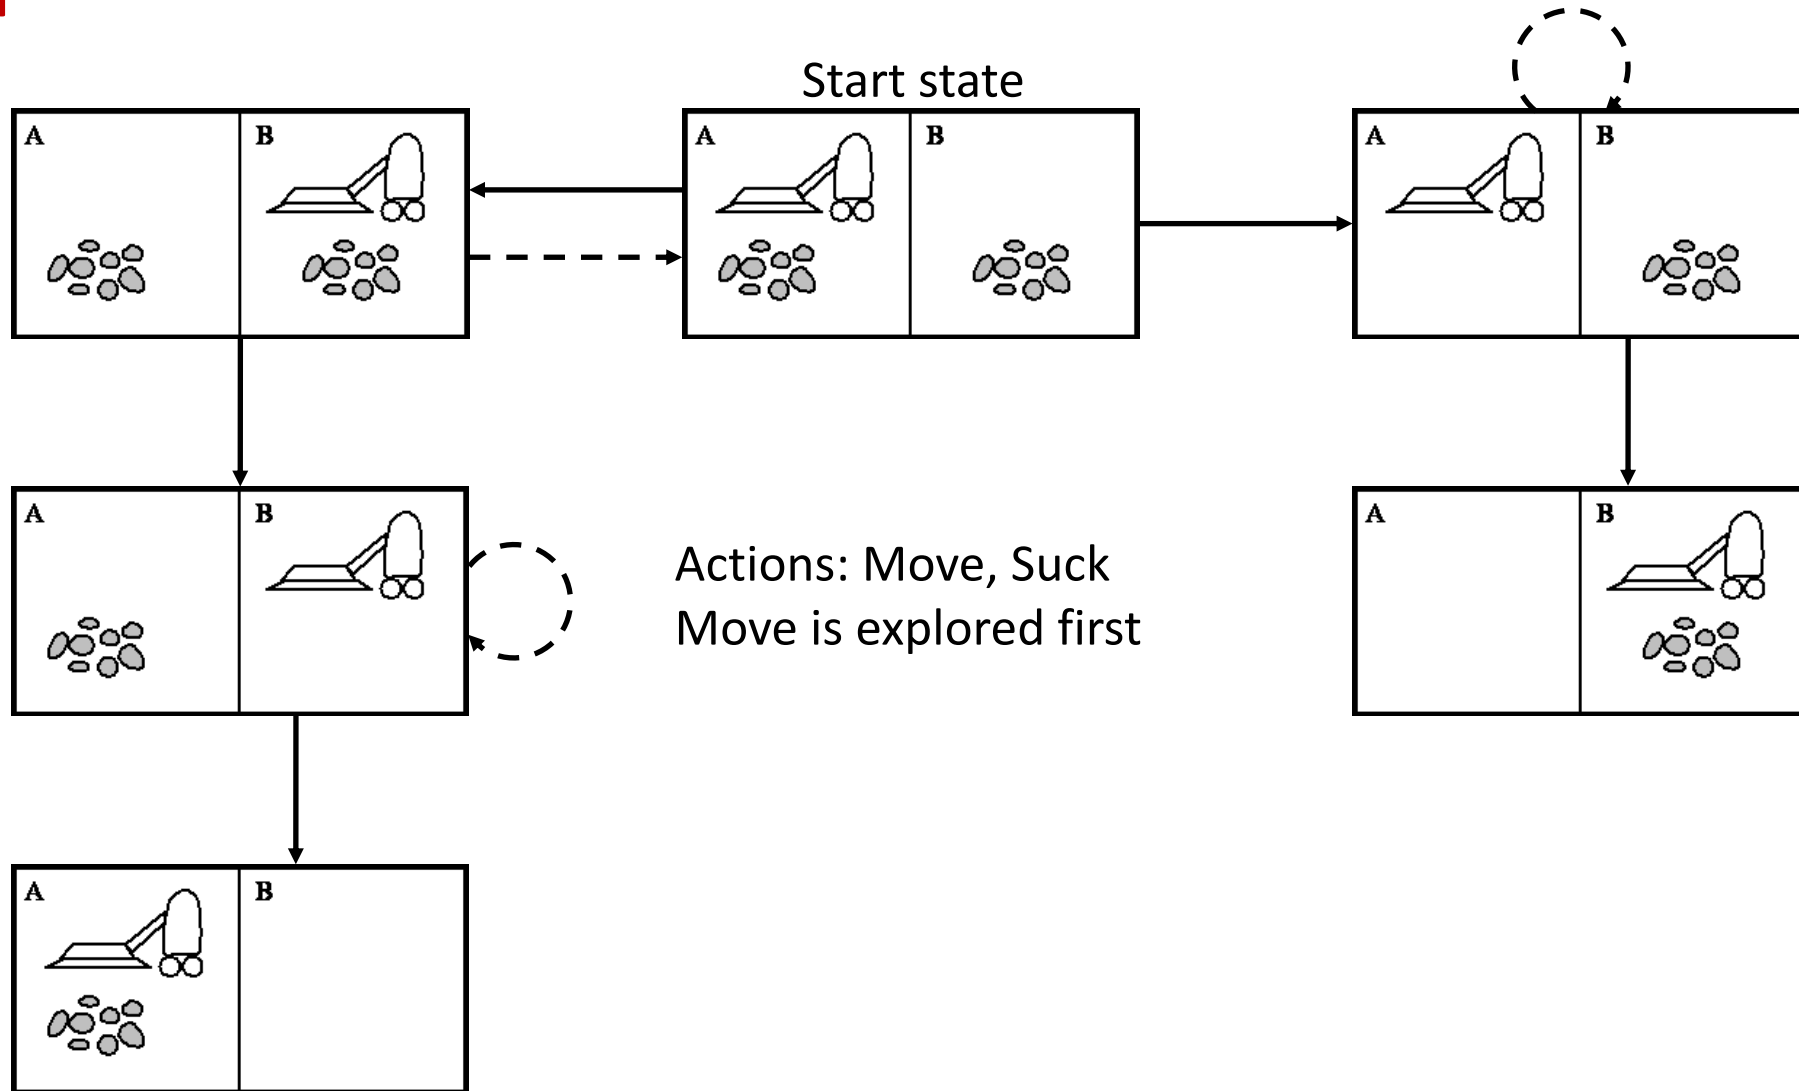 Start state
A B
A B
A B
A B
Actions: Move, Suck
Move is explored first
A B
A B